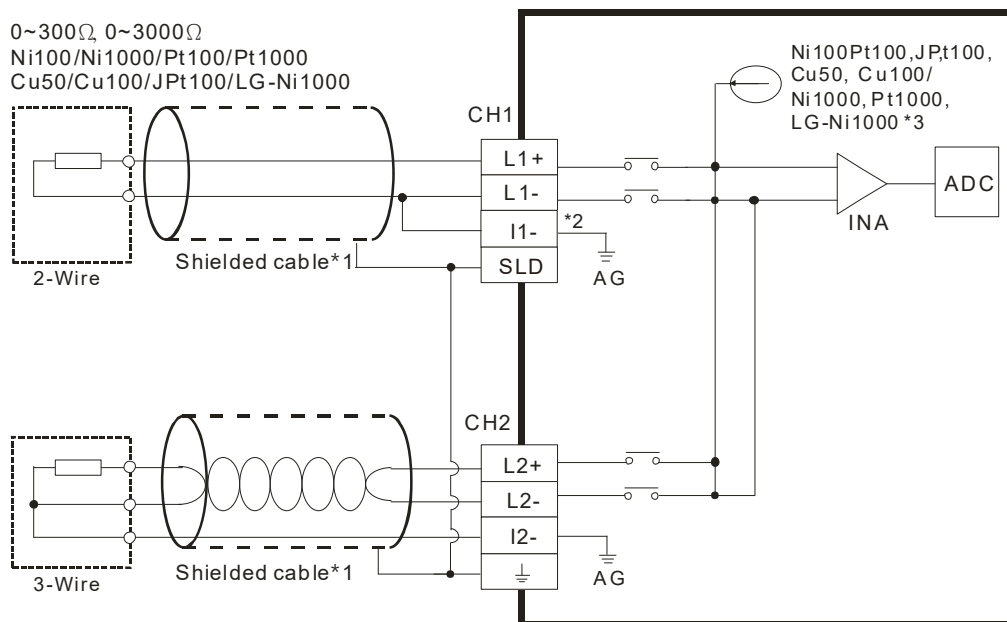 0~300Ω, 0~3000Ω
Ni100/Ni1000/Pt100/Pt1000
Cu50/Cu100/JPt100/LG-Ni1000
Ni100Pt100,JP,t100,
Cu50, Cu100/
Ni1000, Pt1000,
LG-Ni1000 *3
CH1
L1+
L1-
I1-
*2
SLD
AG
INA
ADC
Shielded cable*1
2-Wire
CH2
L2+
L2-
I2-
AG
Shielded cable*1
3-Wire